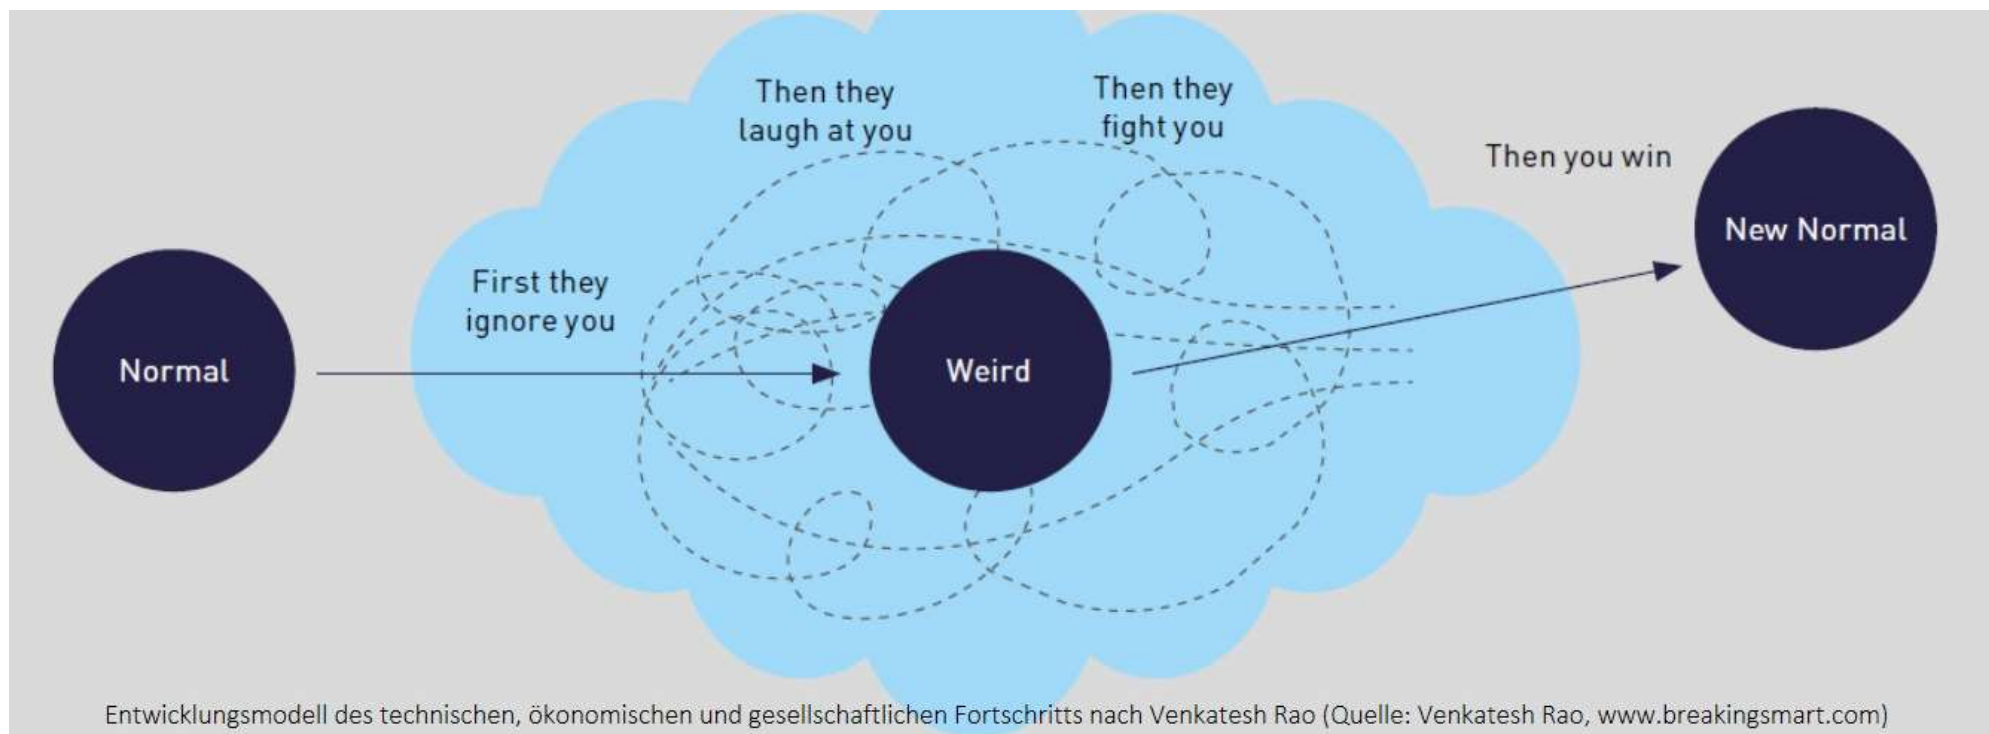 Then they
laugh at you
Then they
fight you
Then you win
New Normal
First they
ignore you
Normal
Weird
Entwicklungsmodell des technischen, ökonomischen und gesellschaftlichen Fortschritts nach Venkatesh Rao (Quelle: Venkatesh Rao, www.breakingsmart.com)